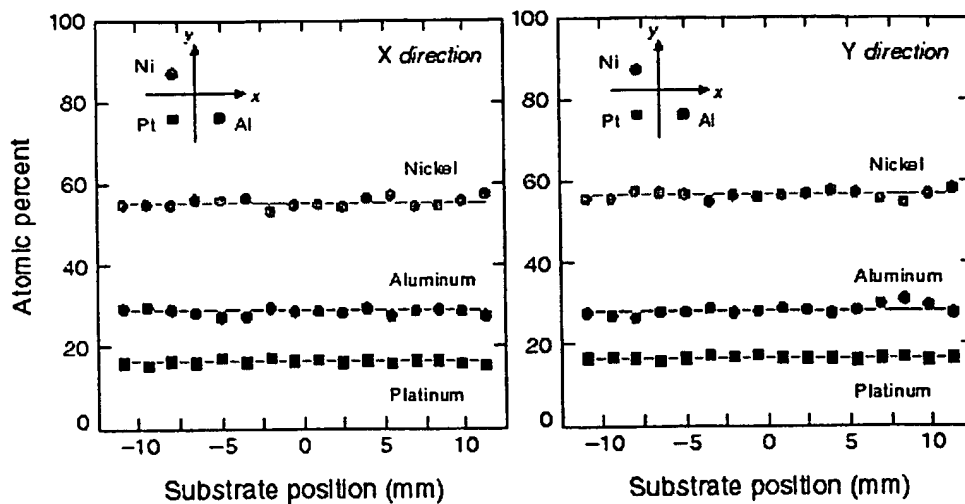 Atomic percent
100
80
60
40
20
0
y
x
Ni
Pt
Al
X direction
Nickel
Aluminum
Platinum
−10
−5
0
5
10
Substrate position (mm)
100
80
60
40
20
0
y
x
Ni
Pt
Al
Y direction
Nickel
Aluminum
Platinum
−10
−5
0
5
10
Substrate position (mm)